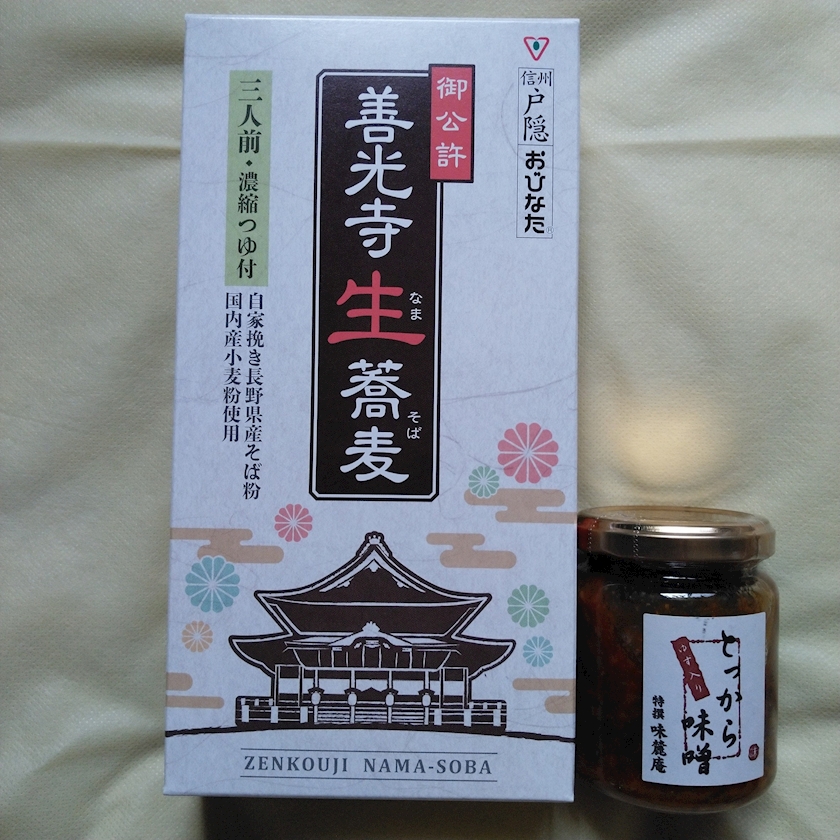 信州
戸隠
おびなた
御公許
善光寺
生
なま
蕎麦
そば
三人前・濃縮つゆ付
自家挽き長野県産そば粉
国内産小麦粉使用
ZENKOUJI NAMA-SOBA
とっから
味噌
ゆず入り
特撰 味麓庵